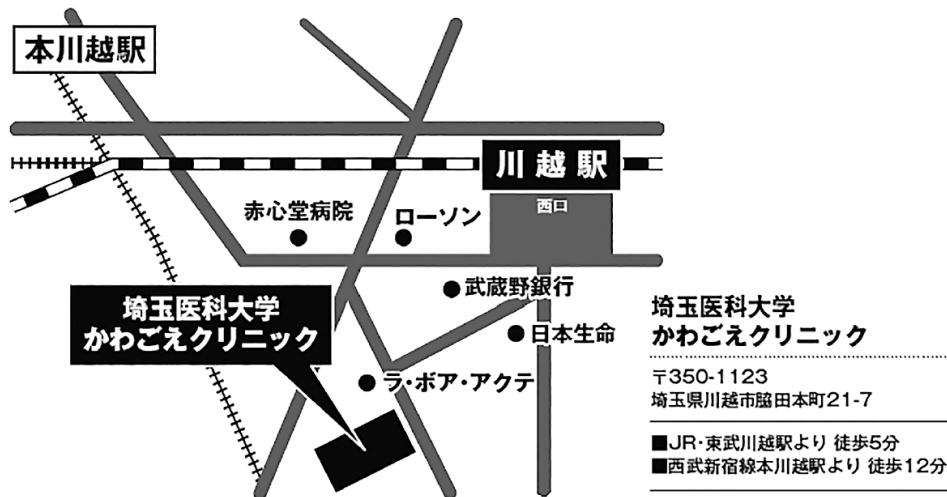 本川越駅
川越駅
西口
赤心堂病院
ローソン
武蔵野銀行
日本生命
ラ・ボア・アクテ
埼玉医科大学
かわごえクリニック
埼玉医科大学
かわごえクリニック
〒350-1123
埼玉県川越市脇田本町21-7
■JR・東武川越駅より 徒歩5分
■西武新宿線本川越駅より 徒歩12分